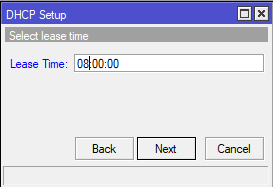 DHCP Setup
Select lease time
Lease Time: 08:00:00
Back Next Cancel